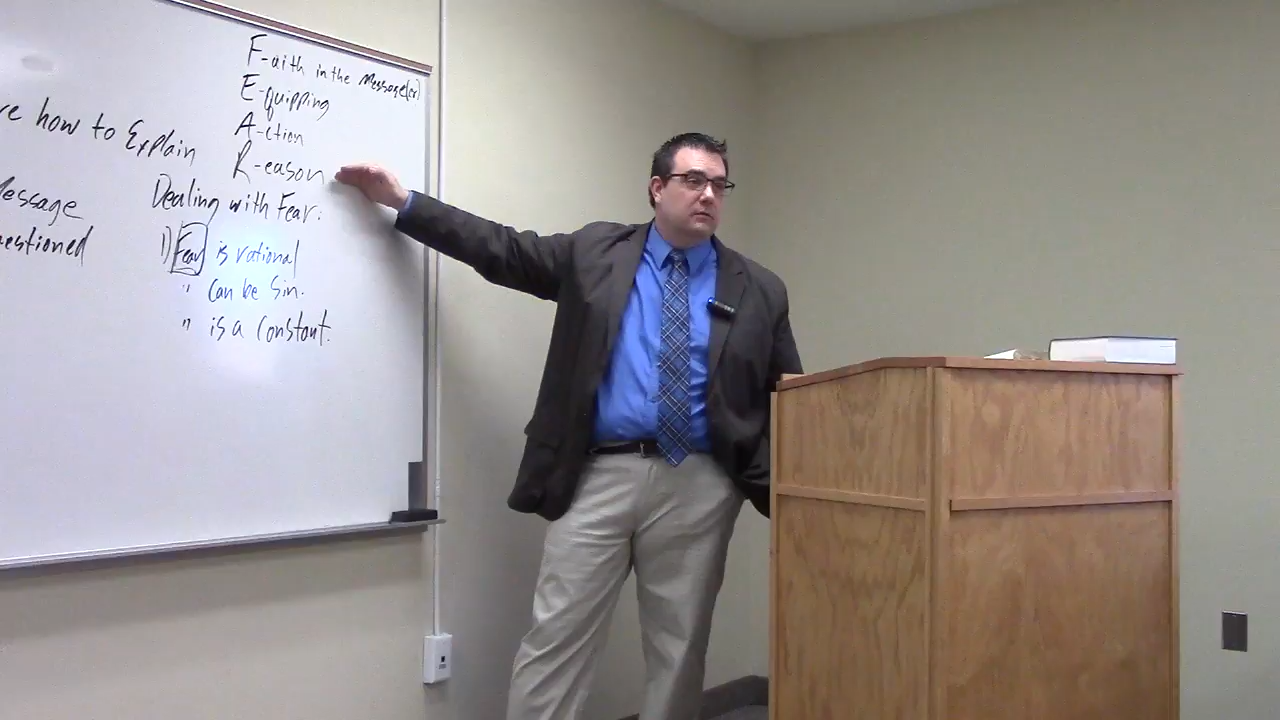 F-aith in the Message(er)
E-quipping
A-ction
R-eason
re how to Explain
Message
estioned
Dealing with Fear:
1) Fear is rational
" Can be Sin.
" is a Constant.